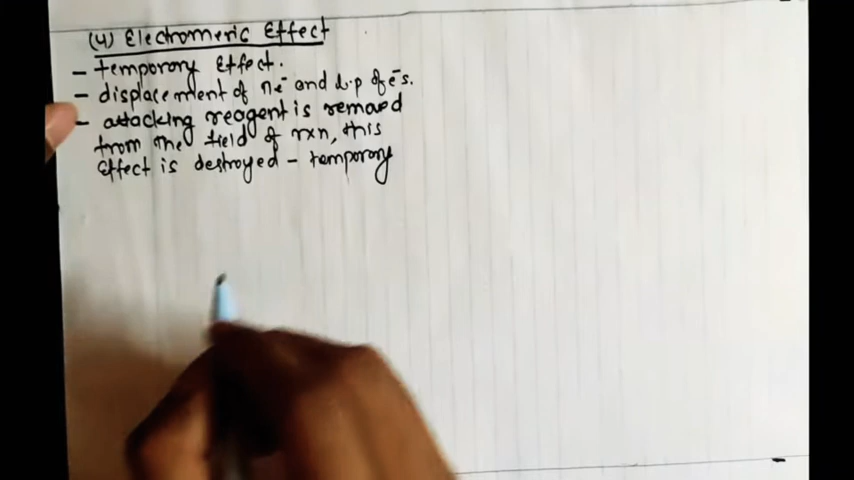 (4) Electromeric Effect
- temporary Effect.
- displacement of πe⁻ and l.p of e⁻s.
- attacking reagent is removed
from the field of rxn, this
Effect is destroyed - temporary